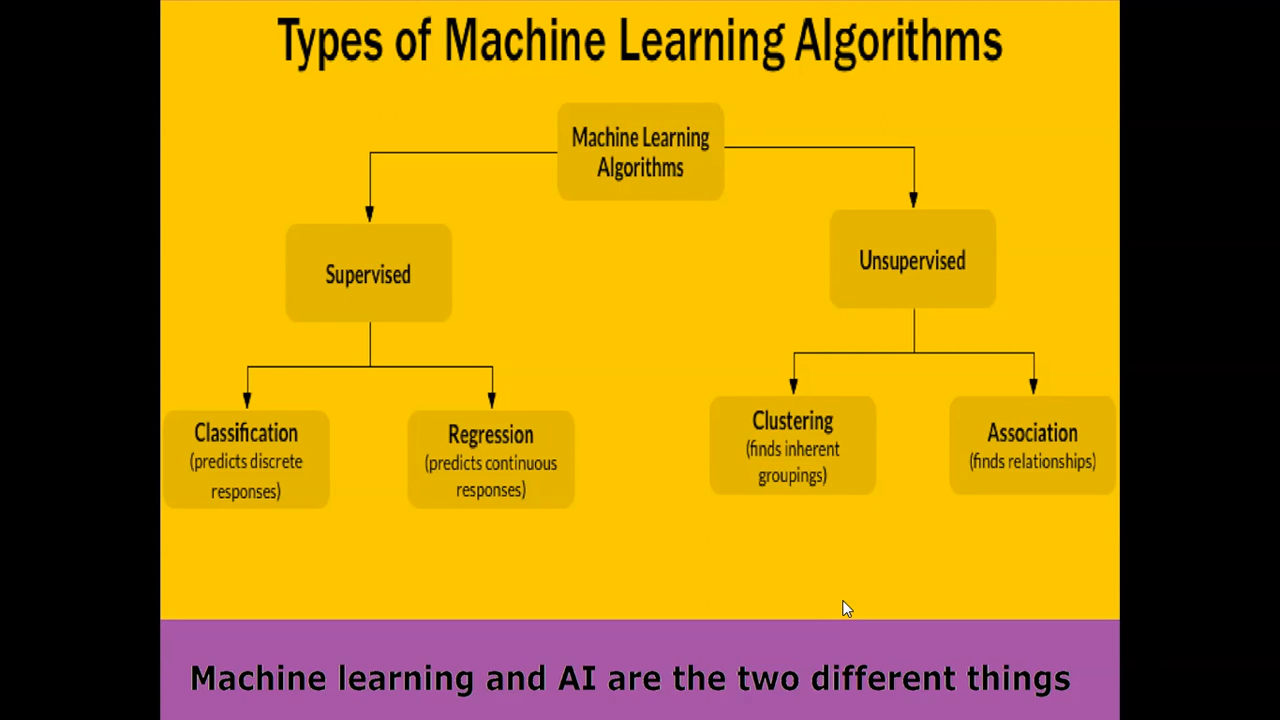 Types of Machine Learning Algorithms
Machine Learning
Algorithms
Supervised
Unsupervised
Classification
(predicts discrete
responses)
Regression
(predicts continuous
responses)
Clustering
(finds inherent
groupings)
Association
(finds relationships)
Machine learning and AI are the two different things